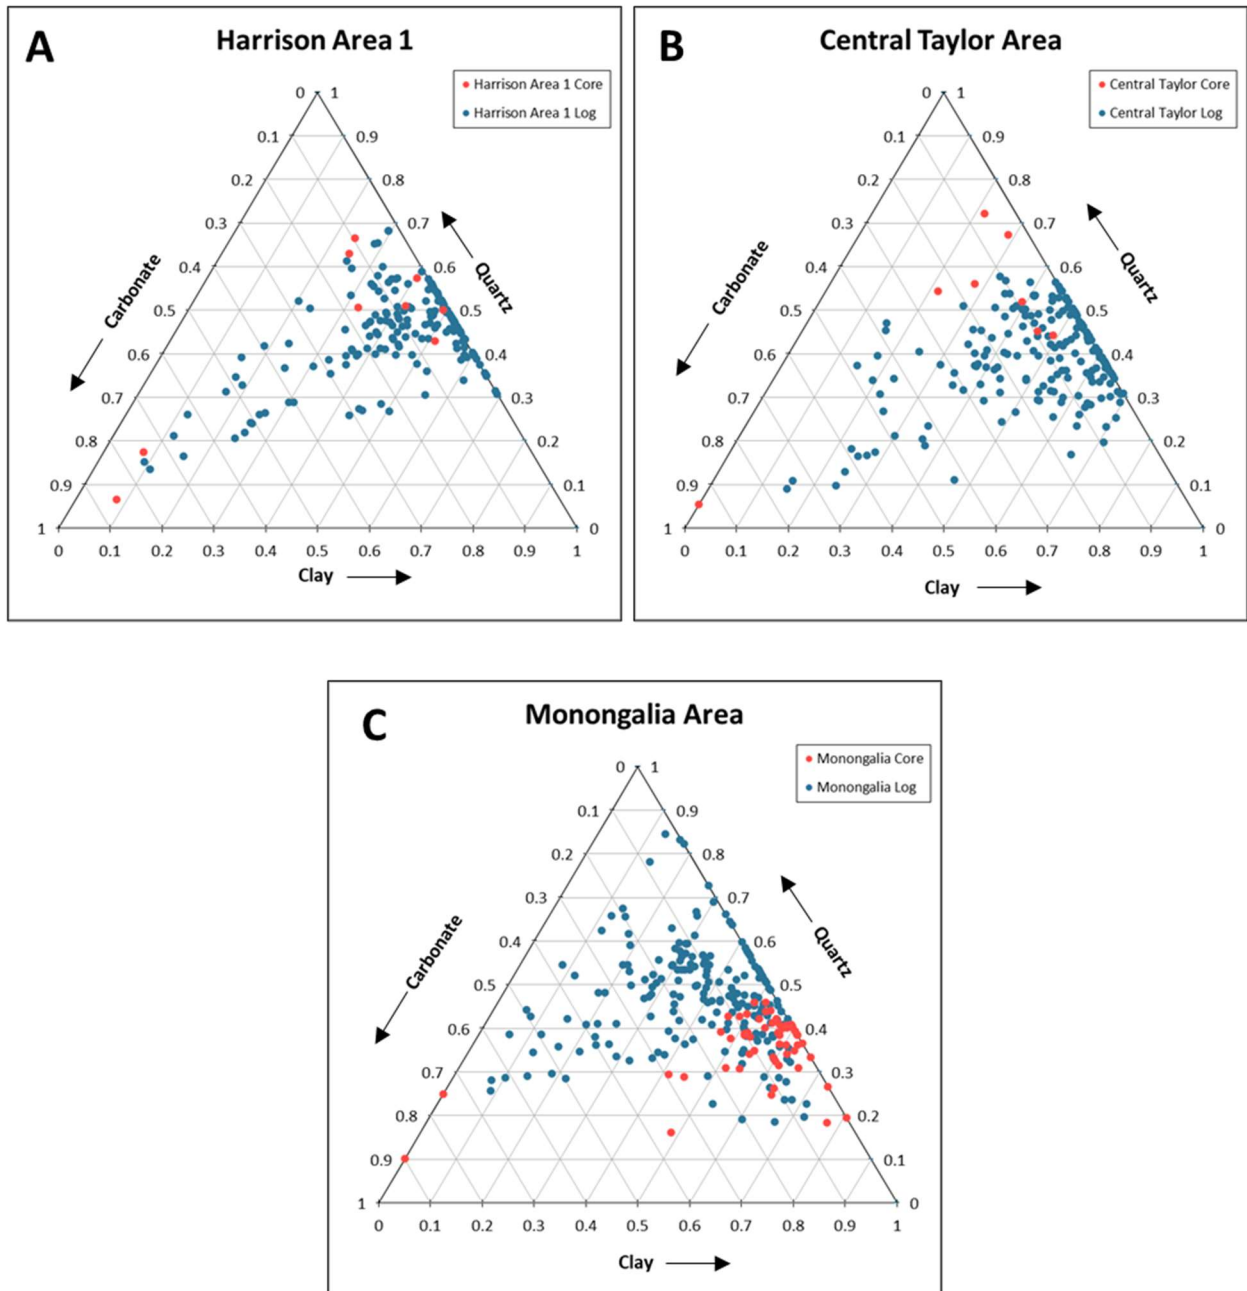 A
Harrison Area 1
Harrison Area 1 Core
Harrison Area 1 Log
0 1
0.1 0.9
0.2 0.8
0.3 0.7
0.4 0.6
0.5 0.5
0.6 0.4
0.7 0.3
0.8 0.2
0.9 0.1
1 0
0 0.1 0.2 0.3 0.4 0.5 0.6 0.7 0.8 0.9 1
Carbonate
Quartz
Clay
B
Central Taylor Area
Central Taylor Core
Central Taylor Log
0 1
0.1 0.9
0.2 0.8
0.3 0.7
0.4 0.6
0.5 0.5
0.6 0.4
0.7 0.3
0.8 0.2
0.9 0.1
1 0
0 0.1 0.2 0.3 0.4 0.5 0.6 0.7 0.8 0.9 1
Carbonate
Quartz
Clay
C
Monongalia Area
Monongalia Core
Monongalia Log
0 1
0.1 0.9
0.2 0.8
0.3 0.7
0.4 0.6
0.5 0.5
0.6 0.4
0.7 0.3
0.8 0.2
0.9 0.1
1 0
0 0.1 0.2 0.3 0.4 0.5 0.6 0.7 0.8 0.9 1
Carbonate
Quartz
Clay